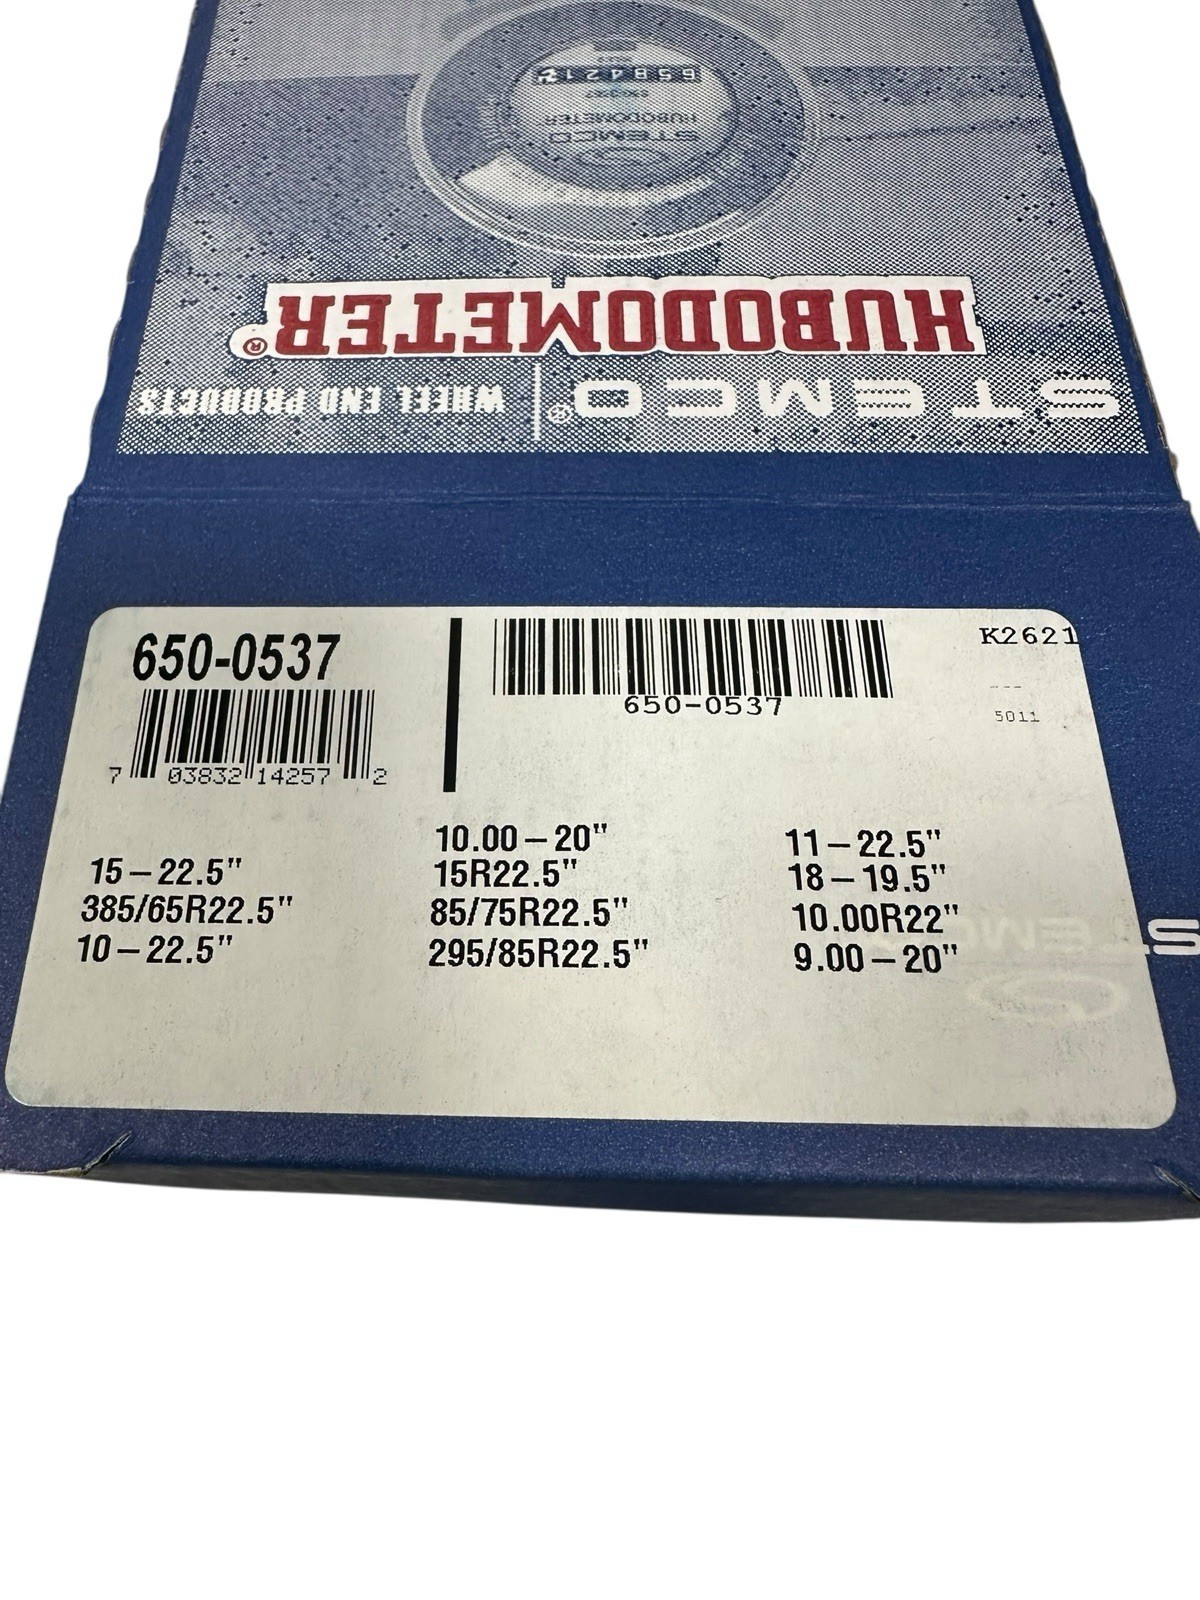 STEMCO® | WHEEL END PRODUCTS
HUBODOMETER®
STEMCO
HUBODOMETER
650-0537
650-0537
K2621
5011
7 03832 14257 2
10.00-20"
11-22.5"
15-22.5"
15R22.5"
18-19.5"
385/65R22.5"
85/75R22.5"
10.00R22"
10-22.5"
295/85R22.5"
9.00-20"
STEMCO